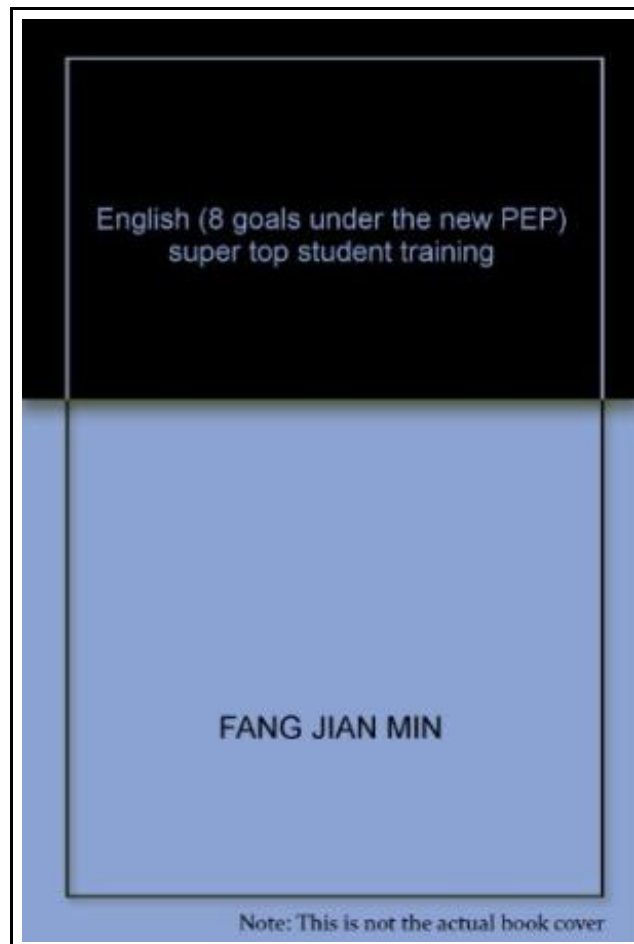 English (8 goals under the new PEP)
super top student training
FANG JIAN MIN
Note: This is not the actual book cover